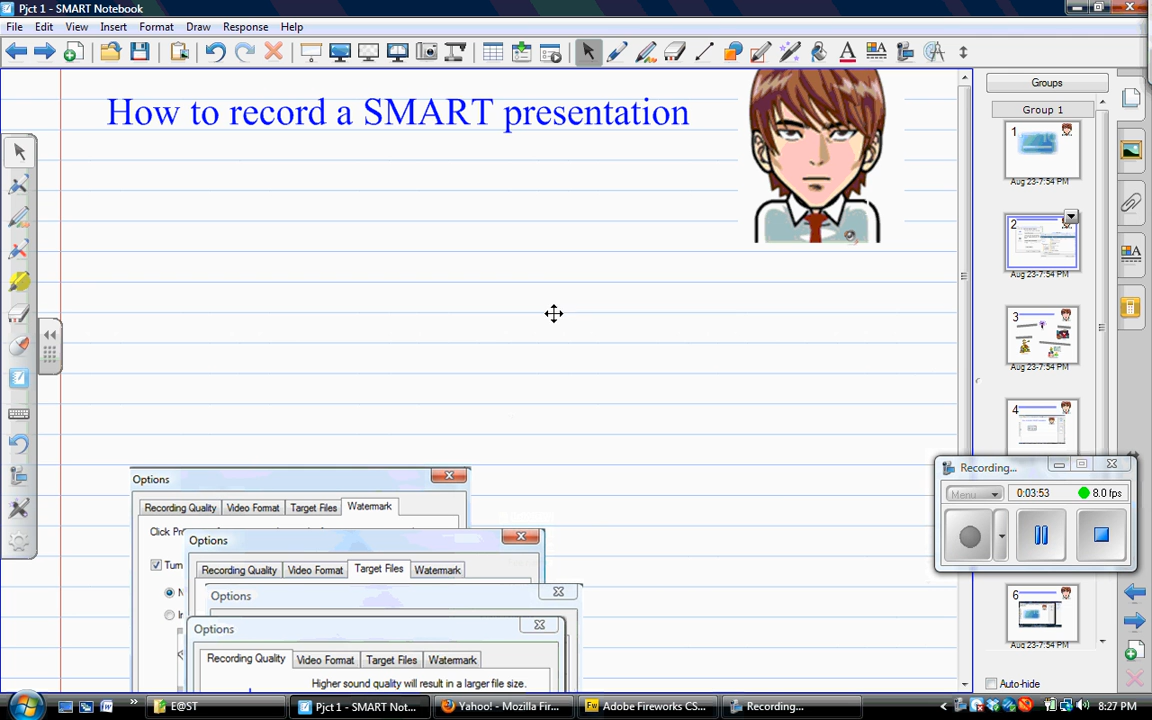 Pjct 1 - SMART Notebook
File Edit View Insert Format Draw Response Help
How to record a SMART presentation
Groups
Group 1
1
Aug 23-7:54 PM
2
Aug 23-7:54 PM
3
Aug 23-7:54 PM
4
Recording...
Menu
0:03:53
8.0 fps
6
Aug 23-7:54 PM
Auto-hide
Options
Recording Quality Video Format Target Files Watermark
Click Pr
Turn
Options
Recording Quality Video Format Target Files Watermark
Options
Options
Recording Quality Video Format Target Files Watermark
Higher sound quality will result in a larger file size.
E@ST
Pjct 1 - SMART Not...
Yahoo! - Mozilla Fir...
Adobe Fireworks CS...
Recording...
8:27 PM